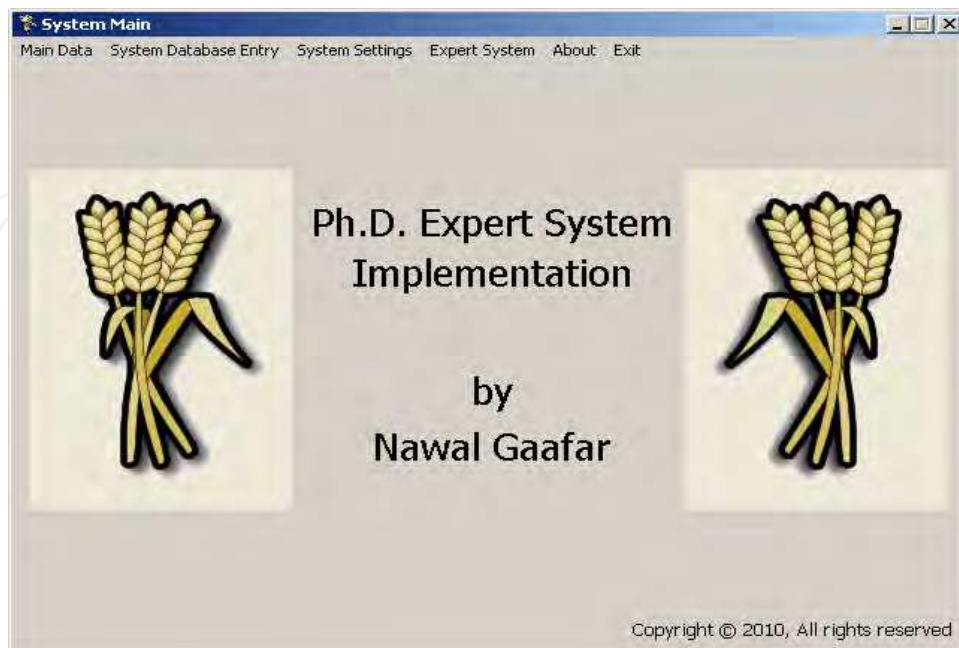 System Main
Main Data System Database Entry System Settings Expert System About Exit
Ph.D. Expert System
Implementation
by
Nawal Gaafar
Copyright © 2010, All rights reserved